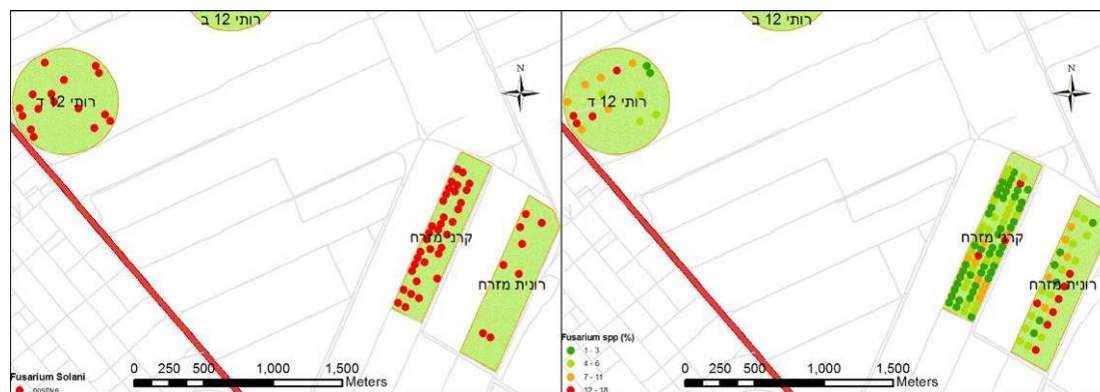 רותי 12 ב
רותי 12 ד
N
קרני מזרח
רונית מזרח
0 250 500 1,000 1,500
Meters
Fusarium Solani
positive
רותי 12 ב
רותי 12 ד
N
קרני מזרח
רונית מזרח
Fusarium spp (%)
1 - 3
4 - 6
7 - 11
12 - 18
0 250 500 1,000 1,500
Meters